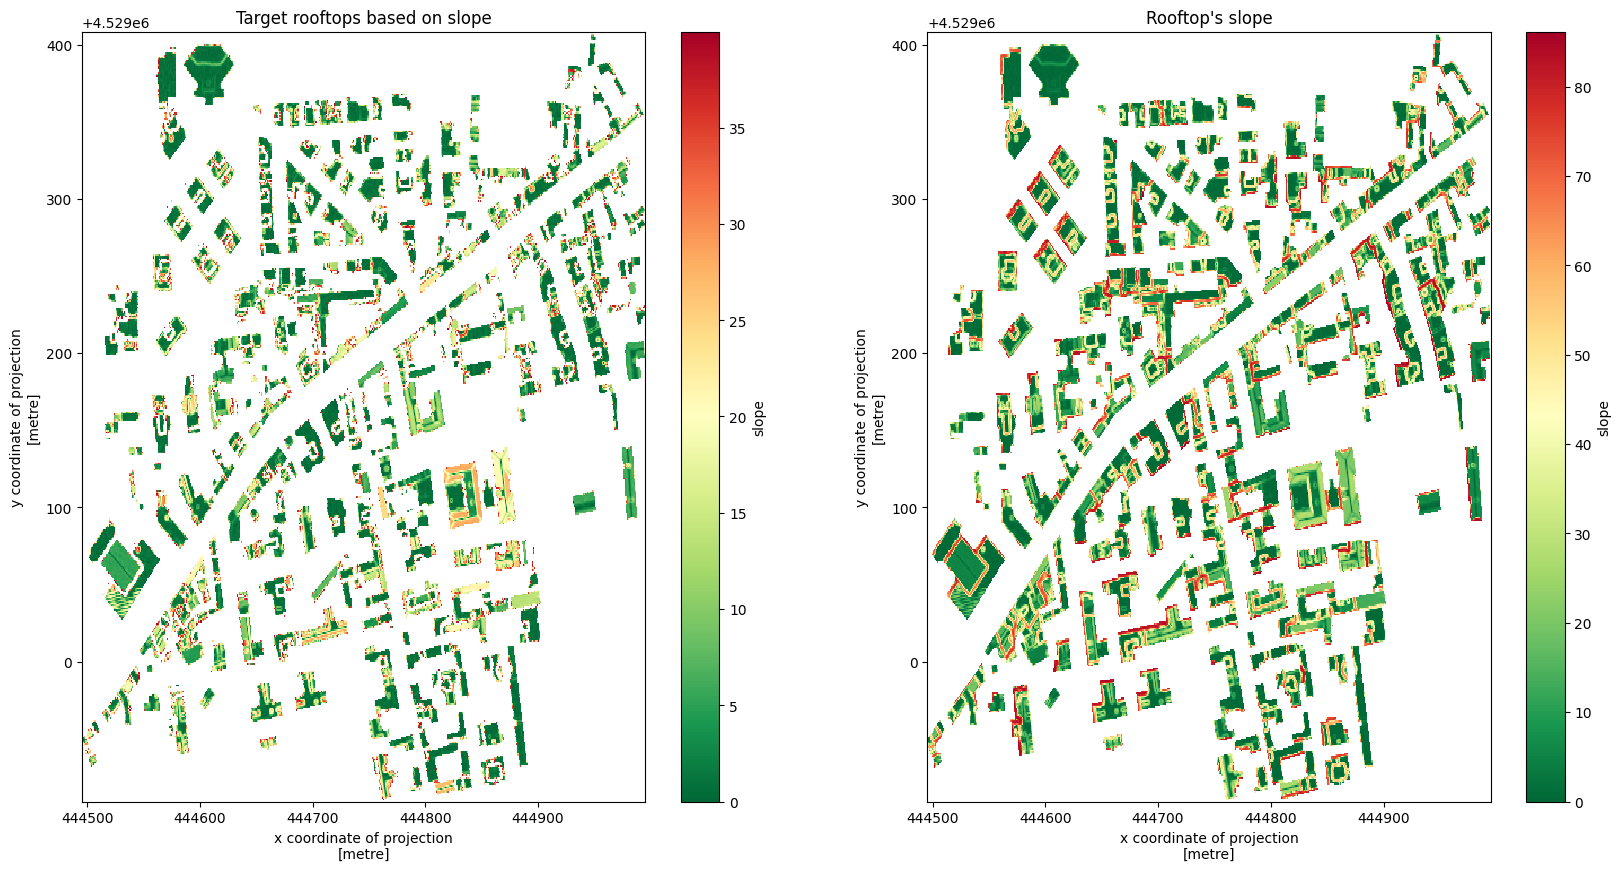 Target rooftops based on slope
+4.529e6
400
300
200
100
0
y coordinate of projection
[metre]
444500
444600
444700
444800
444900
x coordinate of projection
[metre]
35
30
25
20
15
10
5
0
slope
Rooftop's slope
+4.529e6
400
300
200
100
0
y coordinate of projection
[metre]
444500
444600
444700
444800
444900
x coordinate of projection
[metre]
80
70
60
50
40
30
20
10
0
slope